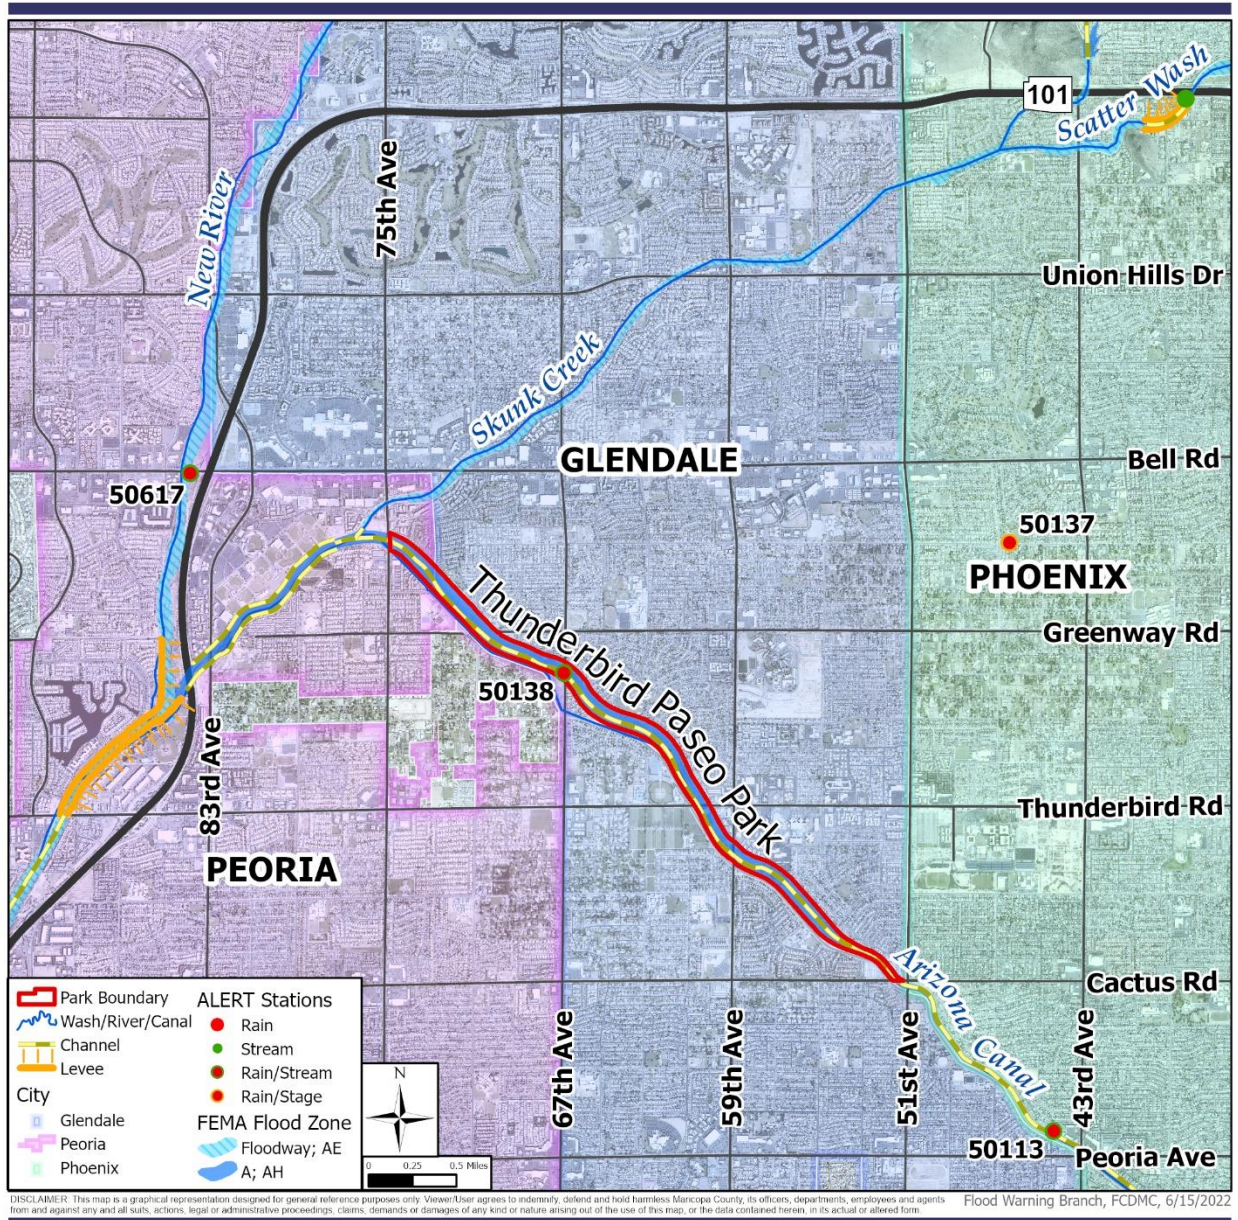 101
Scatter Wash
75th Ave
New River
Union Hills Dr
Skunk Creek
GLENDALE
Bell Rd
50617
50137
PHOENIX
Thunderbird Paseo Park
Greenway Rd
50138
83rd Ave
Thunderbird Rd
PEORIA
Arizona Canal
Cactus Rd
67th Ave
59th Ave
51st Ave
43rd Ave
50113
Peoria Ave
Park Boundary
Wash/River/Canal
Channel
Levee
City
Glendale
Peoria
Phoenix
ALERT Stations
Rain
Stream
Rain/Stream
Rain/Stage
FEMA Flood Zone
Floodway; AE
A; AH
N
0 0.25 0.5 Miles
DISCLAIMER: This map is a graphical representation designed for general reference purposes only. Viewer/User agrees to indemnify, defend and hold harmless Maricopa County, its officers, departments, employees and agents
from and against any and all suits, actions, legal or administrative proceedings, claims, demands or damages of any kind or nature arising out of the use of this map, or the data contained herein, in its actual or altered form.
Flood Warning Branch, FCDMC, 6/15/2022